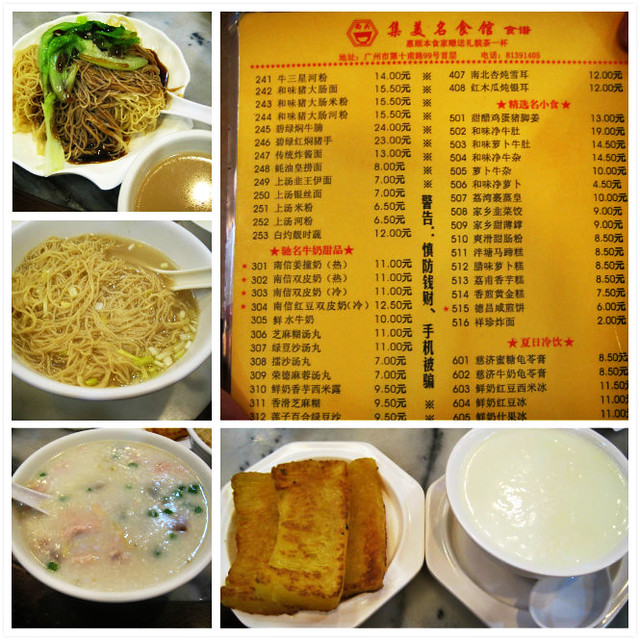 集美名食馆 食谱
惠顾本食家赠送礼貌茶一杯
地址:广州市第十甫路99号首层 电话:81391405
241 牛三星河粉 14.00元
242 和味猪大肠面 15.50元
243 和味猪大肠米粉 15.50元
244 和味猪大肠河粉 15.50元
245 碧绿焖牛腩 24.00元
246 碧绿红焖猪手 23.00元
247 传统炸酱面 13.00元
248 蚝油皇捞面 8.00元
249 上汤韭王伊面 7.00元
250 上汤银丝面 7.00元
251 上汤米粉 6.50元
252 上汤河粉 6.50元
253 白灼靓时蔬 12.00元
★驰名牛奶甜品★
★ 301 南信姜撞奶(热) 11.00元
★ 302 南信双皮奶(热) 11.00元
★ 303 南信双皮奶(冷) 11.00元
★ 304 南信红豆双皮奶(冷) 12.50元
305 鲜水牛奶 10.00元
306 芝麻糊汤丸 11.00元
307 绿豆沙汤丸 11.00元
308 擂沙汤丸 11.00元
309 荣德麻蓉汤丸 11.00元
310 鲜奶香芋西米露 9.50元
311 香滑芝麻糊 9.50元
312 莲子百合绿豆沙 9.50元
※
※
※
※
※
※
※
警告:慎防钱财、手机被骗
※
※
407 南北杏炖雪耳 12.00元
408 红木瓜炖银耳 12.00元
★精选名小食★
501 甜醋鸡蛋猪脚姜 13.00元
502 和味净牛肚 19.00元
503 和味萝卜牛肚 14.50元
504 和味净牛杂 14.50元
505 萝卜牛杂 10.00元
506 和味净萝卜 4.50元
507 荔湾裹蒸皇 10.00元
508 家乡韭菜饺 9.00元
509 家乡甜薄罉 9.00元
510 爽滑甜肠粉 8.50元
511 泮塘马蹄糕 8.50元
512 腊味萝卜糕 8.50元
513 荔甫香芋糕 8.50元
514 香煎黄金糕 7.50元
★ 515 德昌咸煎饼 6.00元
516 祥珍炸面 2.00元
★夏日冷饮★
601 慈济蜜糖龟苓膏 8.50元
602 慈济牛奶龟苓膏 8.50元
603 鲜奶红豆西米冰 11.50元
604 鲜奶红豆冰 11.00元
605 鲜奶什果冰 11.00元